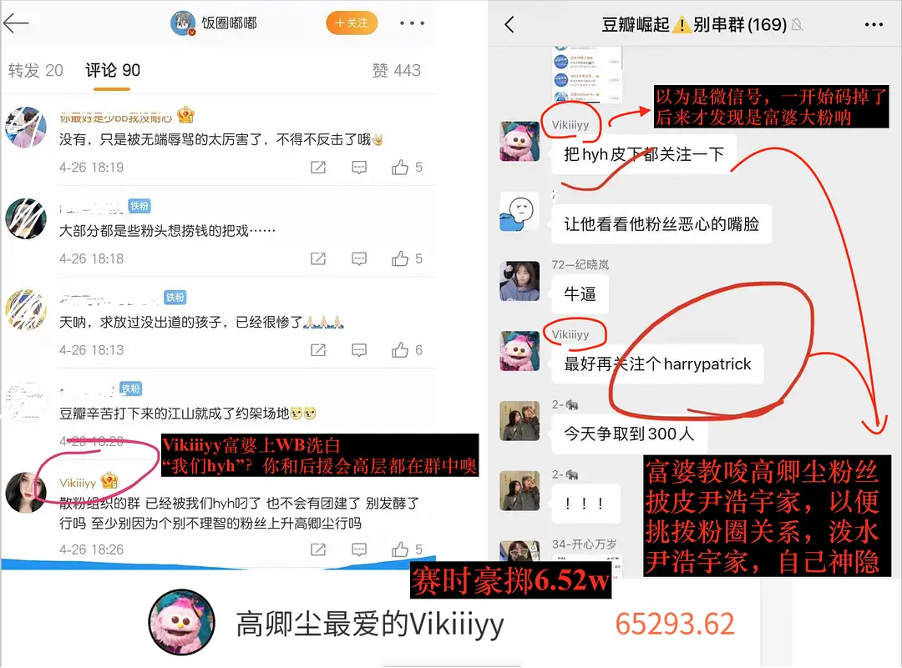 饭圈嘟嘟
+关注
转发 20 评论 90
赞 443
没有，只是被无端辱骂的太厉害了，不得不反击了哦
4-26 18:19
5
铁粉
大部分都是些粉头想捞钱的把戏……
4-26 18:18
5
铁粉
天呐，求放过没出道的孩子，已经很惨了
4-26 18:13
6
铁粉
豆瓣辛苦打下来的江山就成了约架场地
Vikiiiyy富婆上WB洗白
“我们hyh”？你和后援会高层都在群中噢
Vikiiiyy
散粉组织的群 已经被我们hyh叼了 也不会有团建了 别发酵了
行吗 至少别因为个别不理智的粉丝上升高卿尘行吗
4-26 18:26
5
豆瓣崛起⚠️别串群(169)
以为是微信号，一开始码掉了
后来才发现是富婆大粉呐
Vikiiiyy
把hyh皮下都关注一下
让他看看他粉丝恶心的嘴脸
72—纪晓岚
牛逼
Vikiiiyy
最好再关注个harrypatrick
2-
今天争取到300人
2-
！！！
34-开心万岁
富婆教唆高卿尘粉丝
披皮尹浩宇家，以便
挑拨粉圈关系，泼水
尹浩宇家，自己神隐
赛时豪掷6.52w
高卿尘最爱的Vikiiiyy
65293.62